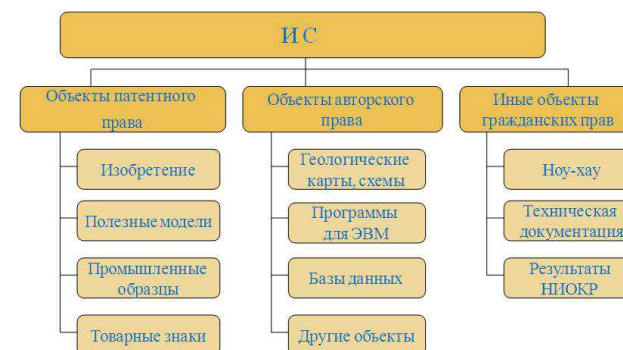 И С
Объекты патентного
права
Объекты авторского
права
Иные объекты
гражданских прав
Изобретение
Полезные модели
Промышленные
образцы
Товарные знаки
Геологические
карты, схемы
Программы
для ЭВМ
Базы данных
Другие объекты
Ноу-хау
Техническая
документация
Результаты
НИОКР